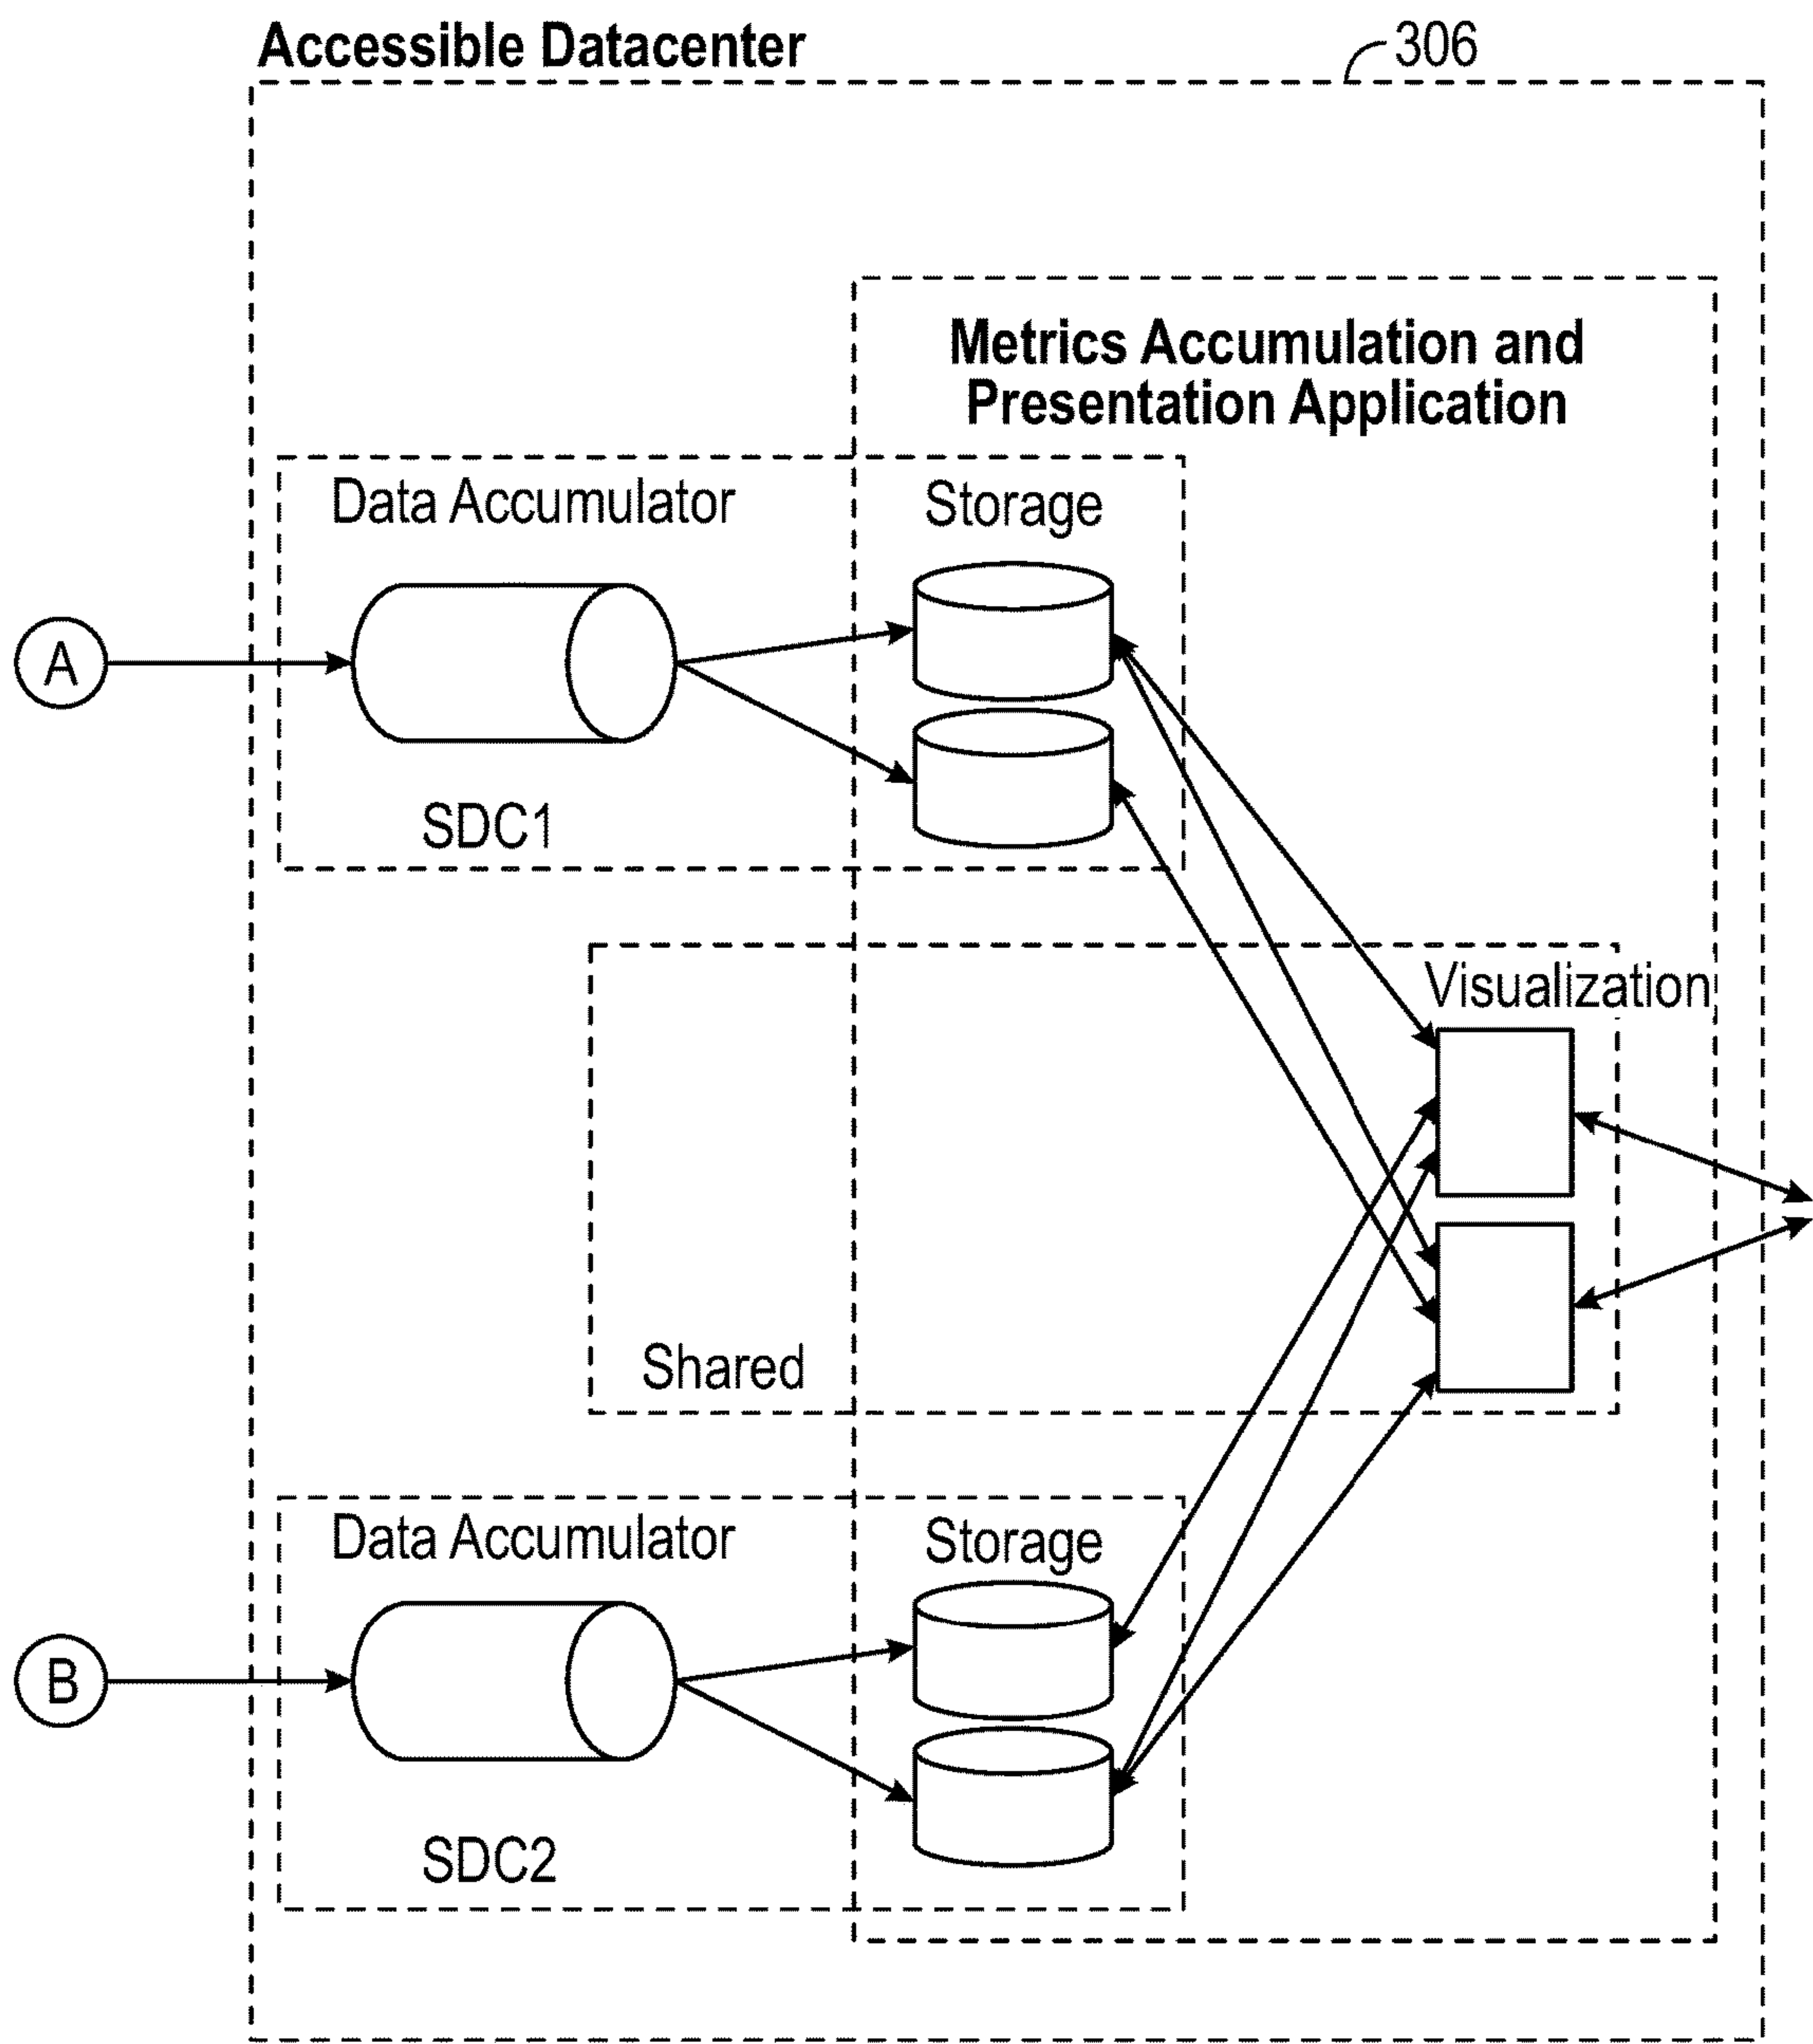 Accessible Datacenter
306
Metrics Accumulation and
Presentation Application
Data Accumulator
Storage
A
SDC1
Visualization
Shared
Data Accumulator
Storage
B
SDC2